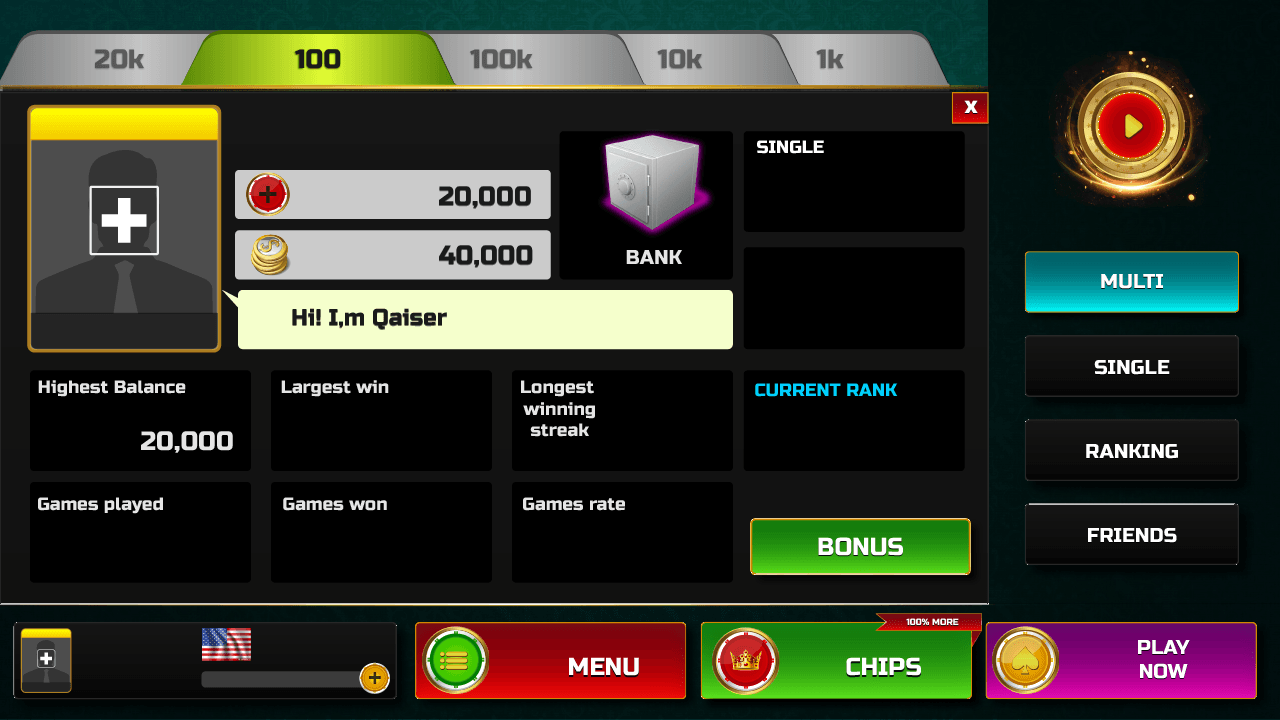 20k
100
100k
10k
1k
X
20,000
40,000
BANK
SINGLE
Hi! I,m Qaiser
Highest Balance
20,000
Largest win
Longest
winning
streak
CURRENT RANK
Games played
Games won
Games rate
BONUS
MULTI
SINGLE
RANKING
FRIENDS
MENU
100% MORE
CHIPS
PLAY
NOW